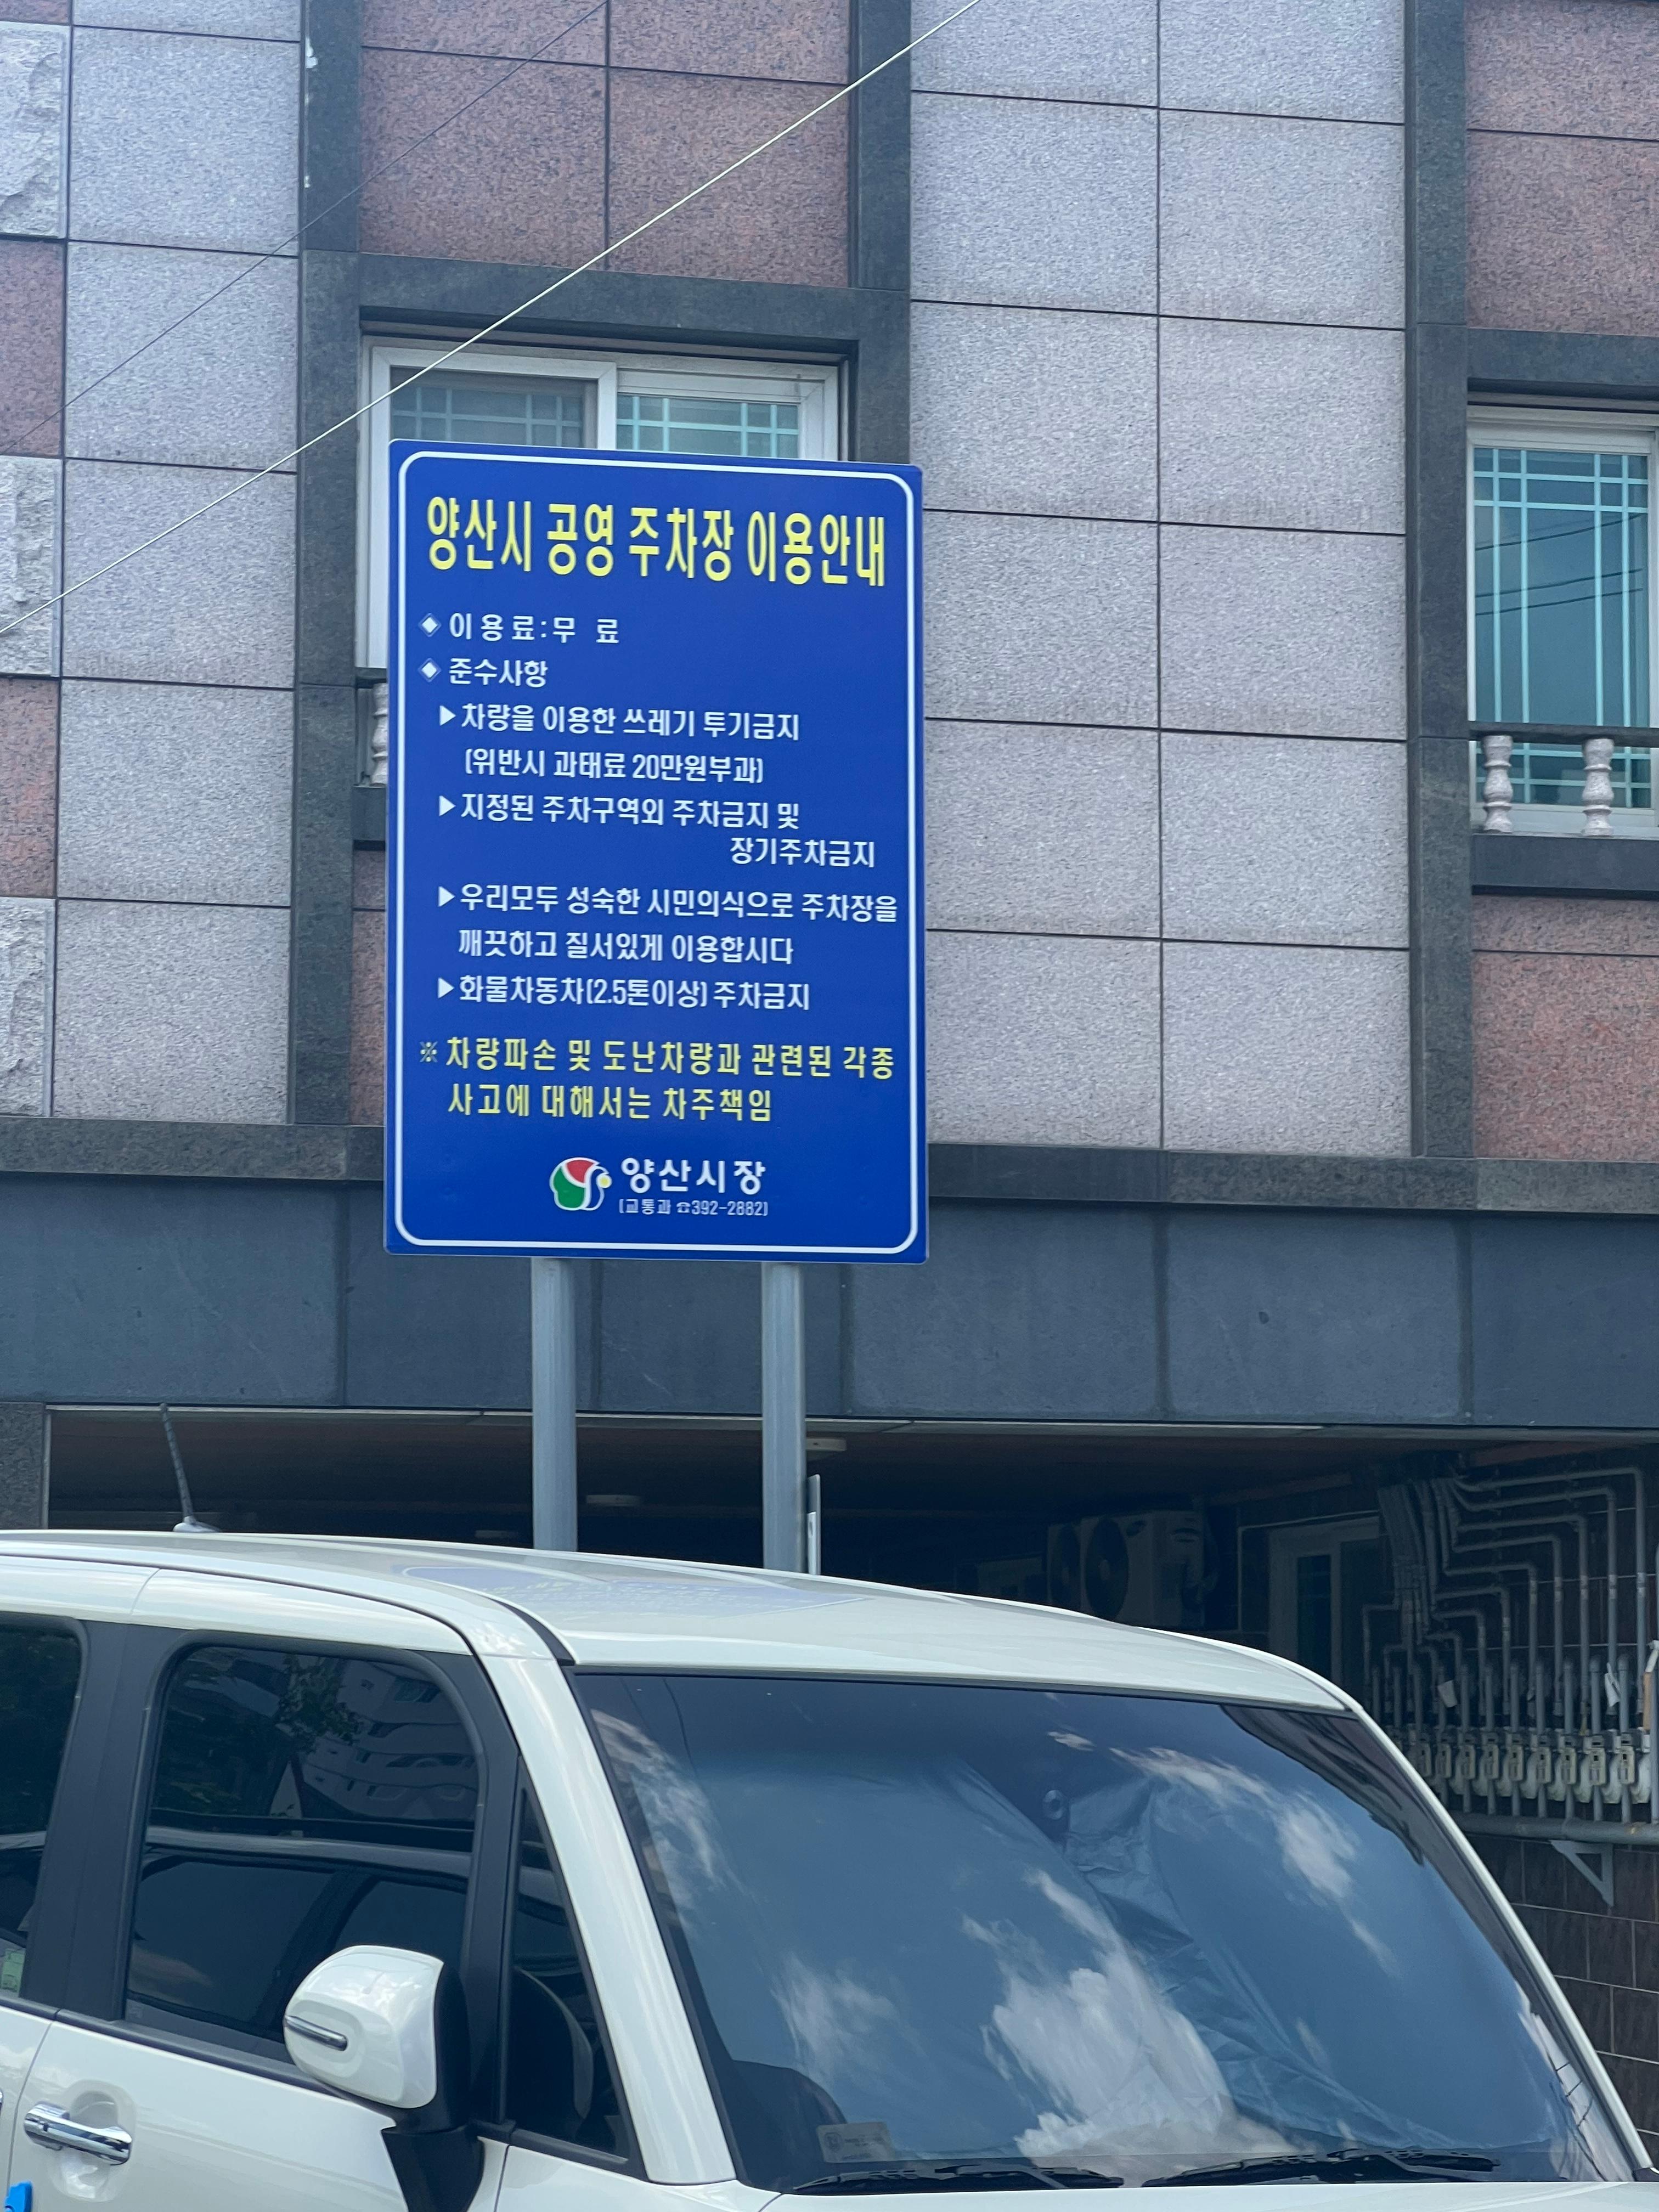 양산시 공영 주차장 이용안내
◈ 이 용 료 : 무 료
◈ 준수사항
▶차량을 이용한 쓰레기 투기금지
(위반시 과태료 20만원부과)
▶지정된 주차구역외 주차금지 및
장기주차금지
▶우리모두 성숙한 시민의식으로 주차장을
깨끗하고 질서있게 이용합시다
▶화물차동차(2.5톤이상) 주차금지
※ 차량파손 및 도난차량과 관련된 각종
사고에 대해서는 차주책임
양산시장
(교통과 ☎392-2882)